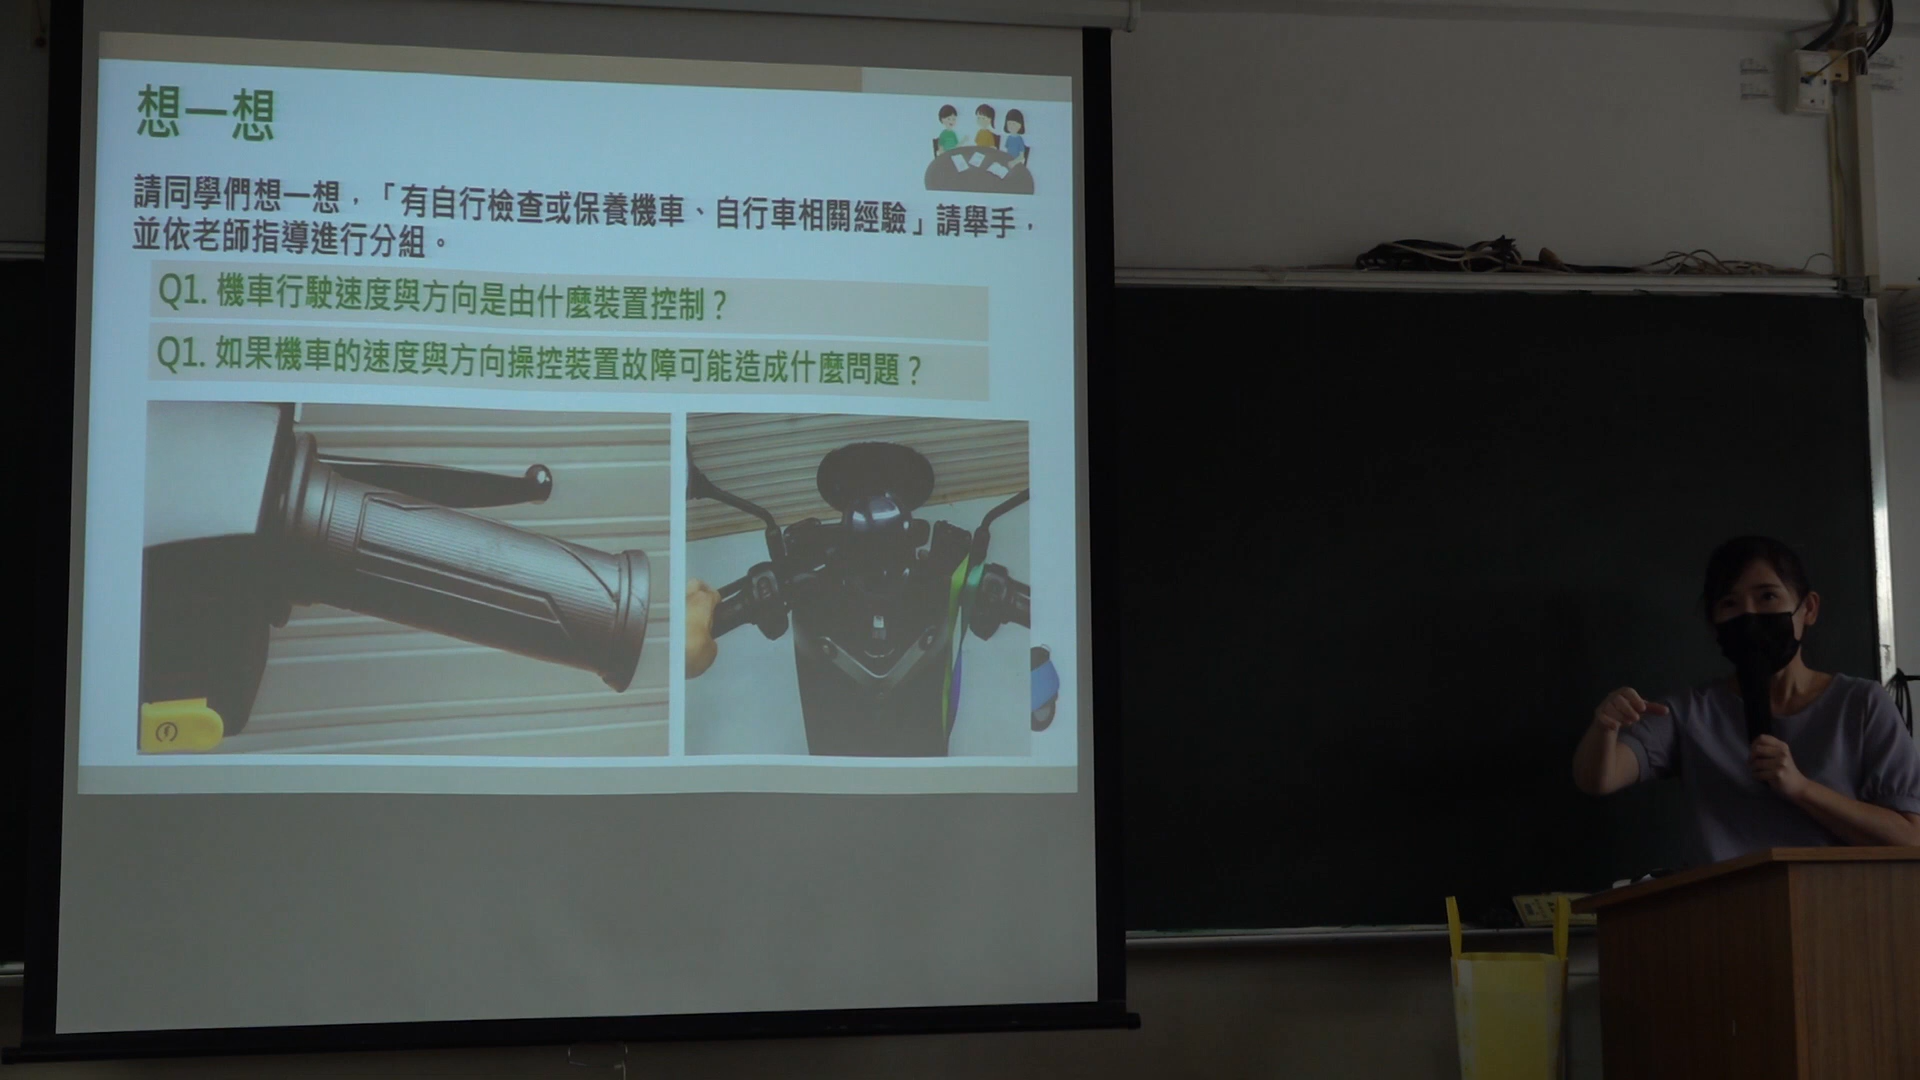 想一想
請同學們想一想，「有自行檢查或保養機車、自行車相關經驗」請舉手，
並依老師指導進行分組。
Q1. 機車行駛速度與方向是由什麼裝置控制？
Q1. 如果機車的速度與方向操控裝置故障可能造成什麼問題？